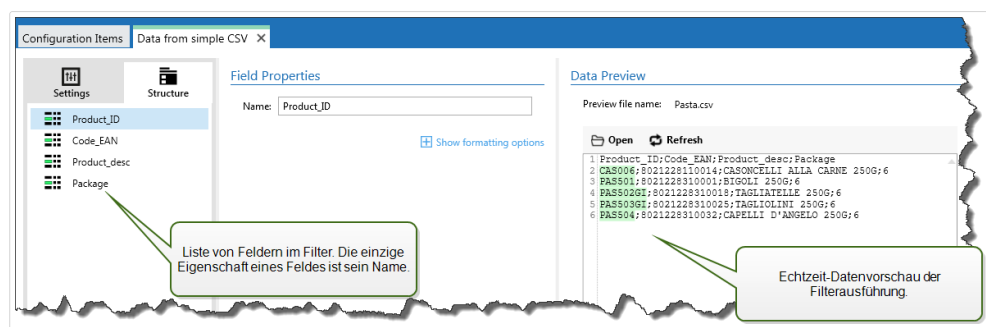 Configuration Items
Data from simple CSV
Settings
Structure
Product_ID
Code_EAN
Product_desc
Package
Field Properties
Name: Product_ID
Show formatting options
Data Preview
Preview file name: Pasta.csv
Open Refresh
1 Product_ID;Code_EAN;Product_desc;Package
2 CAS006;8021228110014;CASONCELLI ALLA CARNE 250G;6
3 PAS501;8021228310001;BIGOLI 250G;6
4 PAS502GI;8021228310018;TAGLIATELLE 250G;6
5 PAS503GI;8021228310025;TAGLIOLINI 250G;6
6 PAS504;8021228310032;CAPELLI D'ANGELO 250G;6
Liste von Feldern im Filter. Die einzige
Eigenschaft eines Feldes ist sein Name.
Echtzeit-Datenvorschau der
Filterausführung.